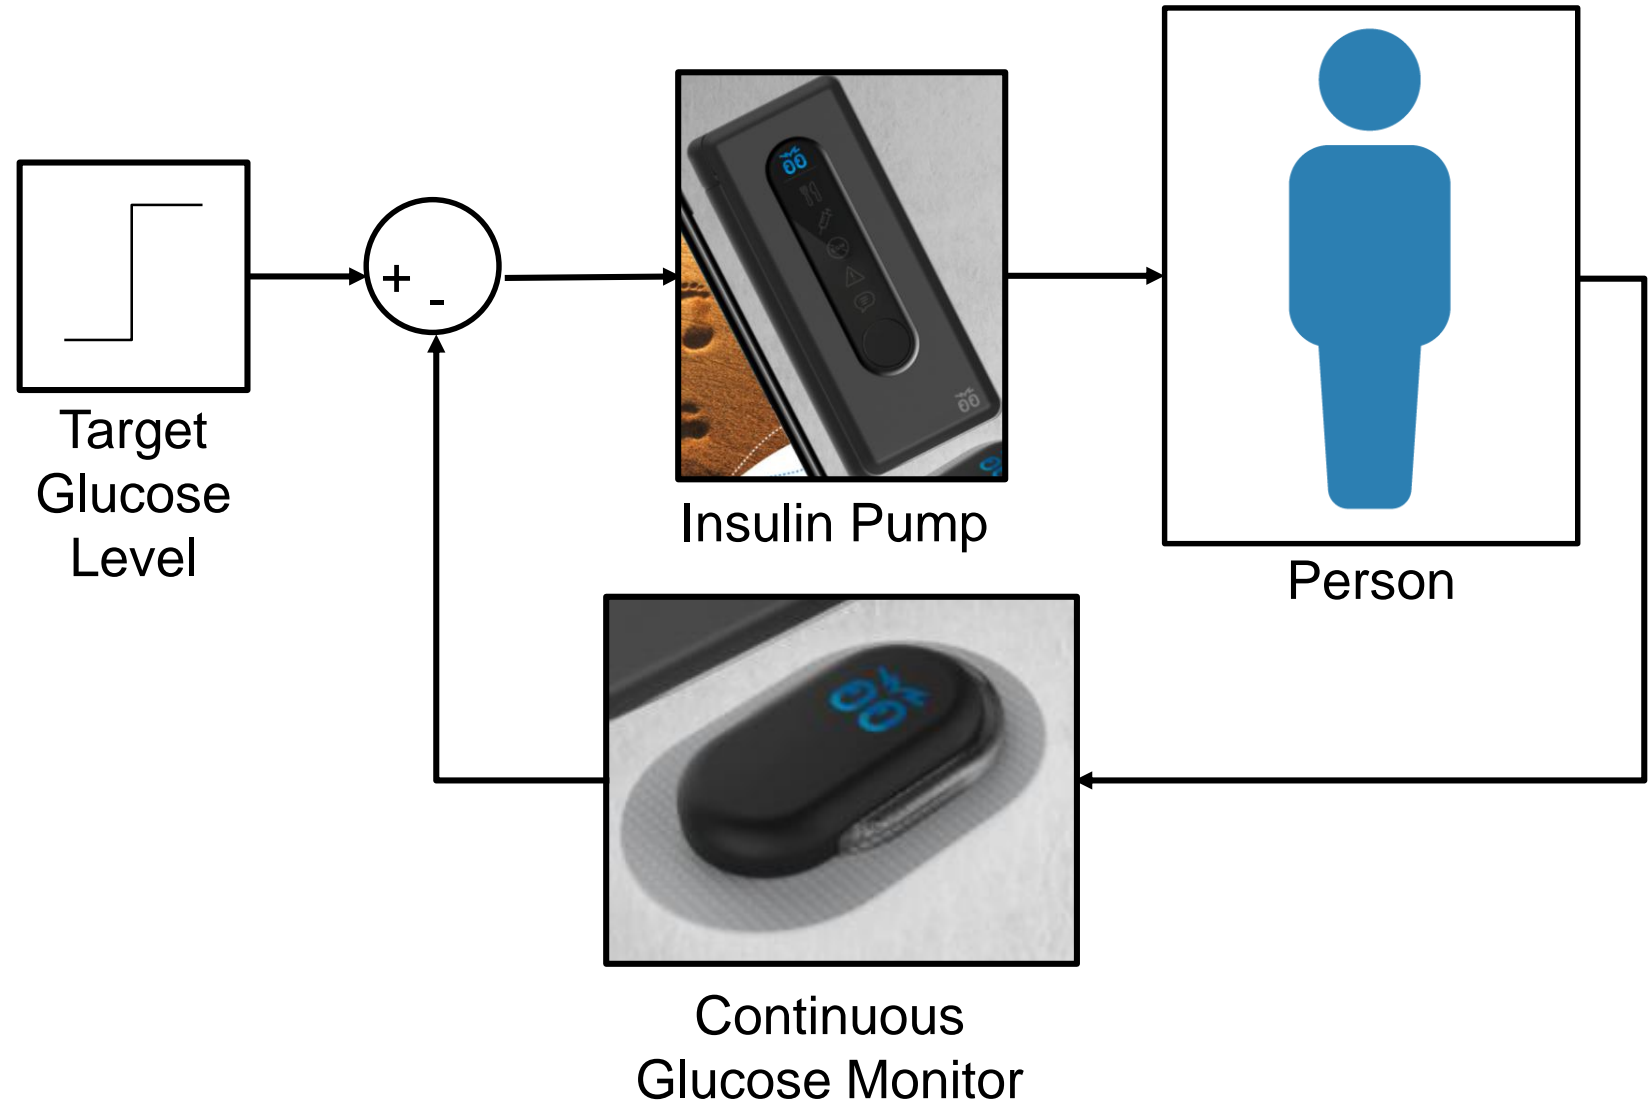 Target
Glucose
Level
+
-
Insulin Pump
Person
Continuous
Glucose Monitor